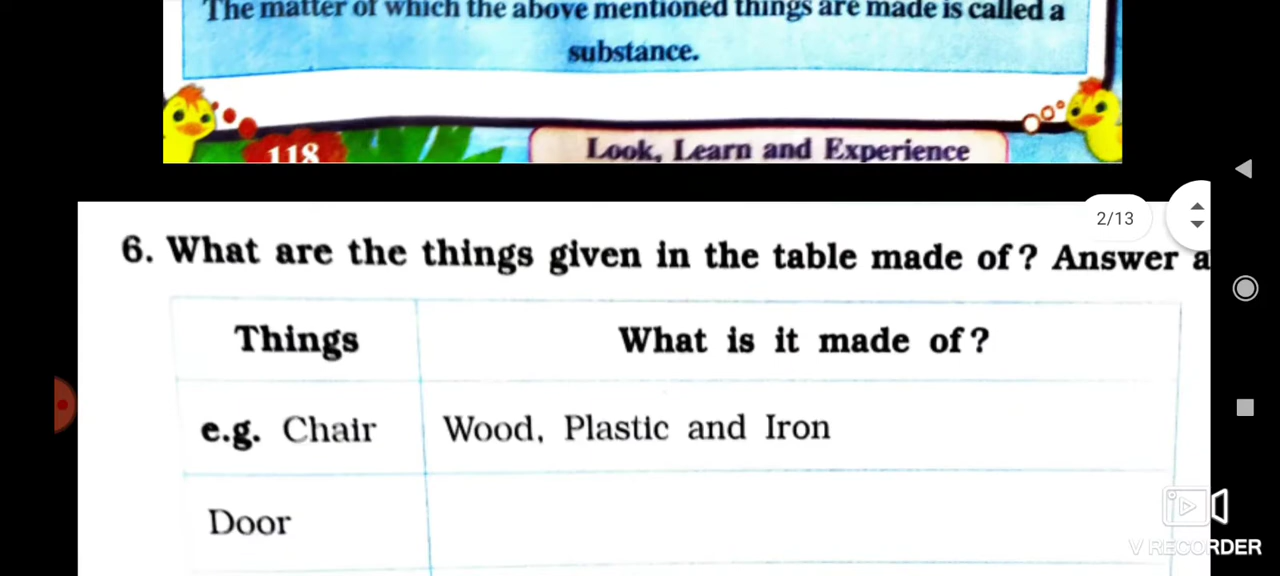 The matter of which the above mentioned things are made is called a
substance.
118
Look, Learn and Experience
2/13
6. What are the things given in the table made of? Answer a
Things What is it made of?
e.g. Chair Wood, Plastic and Iron
Door
V RECORDER